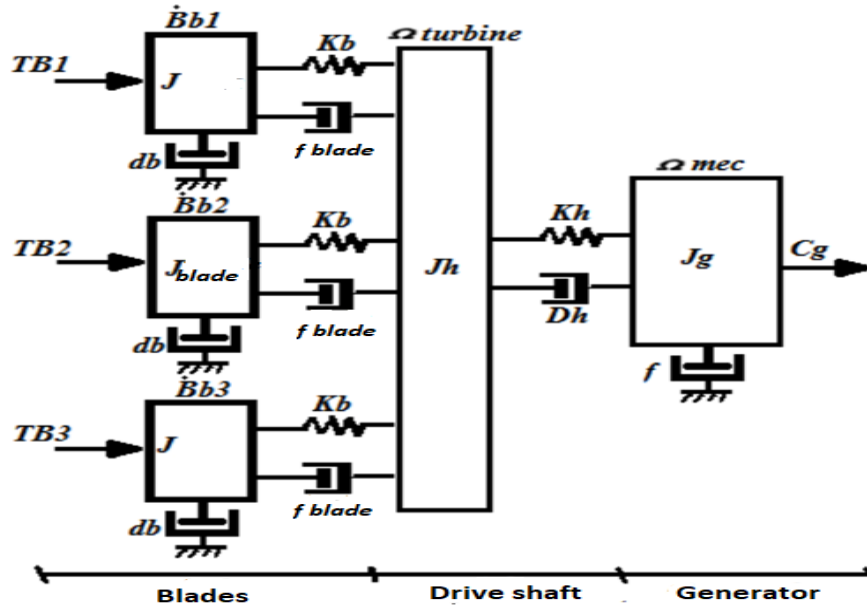 Ḃb1
Kb
Ω turbine
TB1
J
db
f blade
Ḃb2
Kb
Ω mec
TB2
J blade
db
f blade
Jh
Kh
Dh
Jg
Cg
f
Ḃb3
Kb
TB3
J
db
f blade
Blades
Drive shaft
Generator